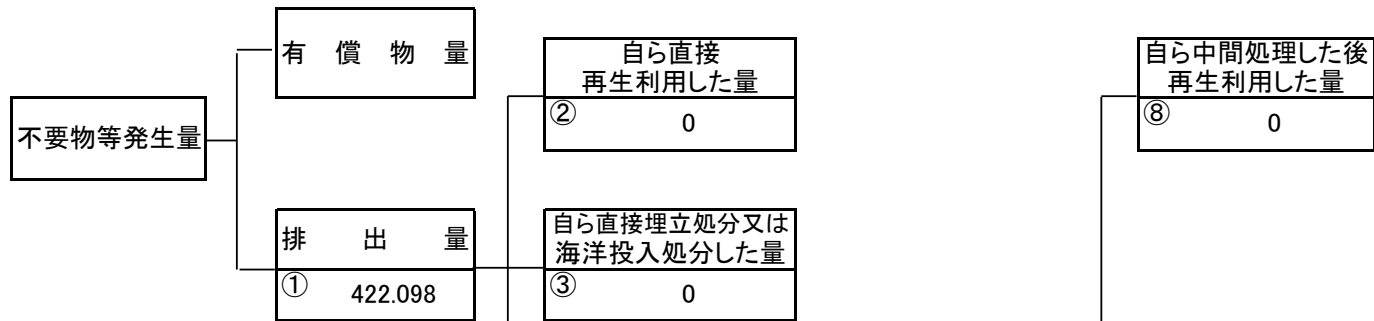 有償物量
自ら直接
再生利用した量
②
0
自ら中間処理した後
再生利用した量
⑧
0
不要物等発生量
排出量
①
422.098
自ら直接埋立処分又は
海洋投入処分した量
③
0